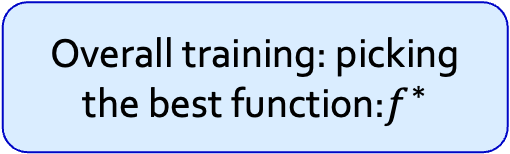 Overall training: picking
the best function:f*